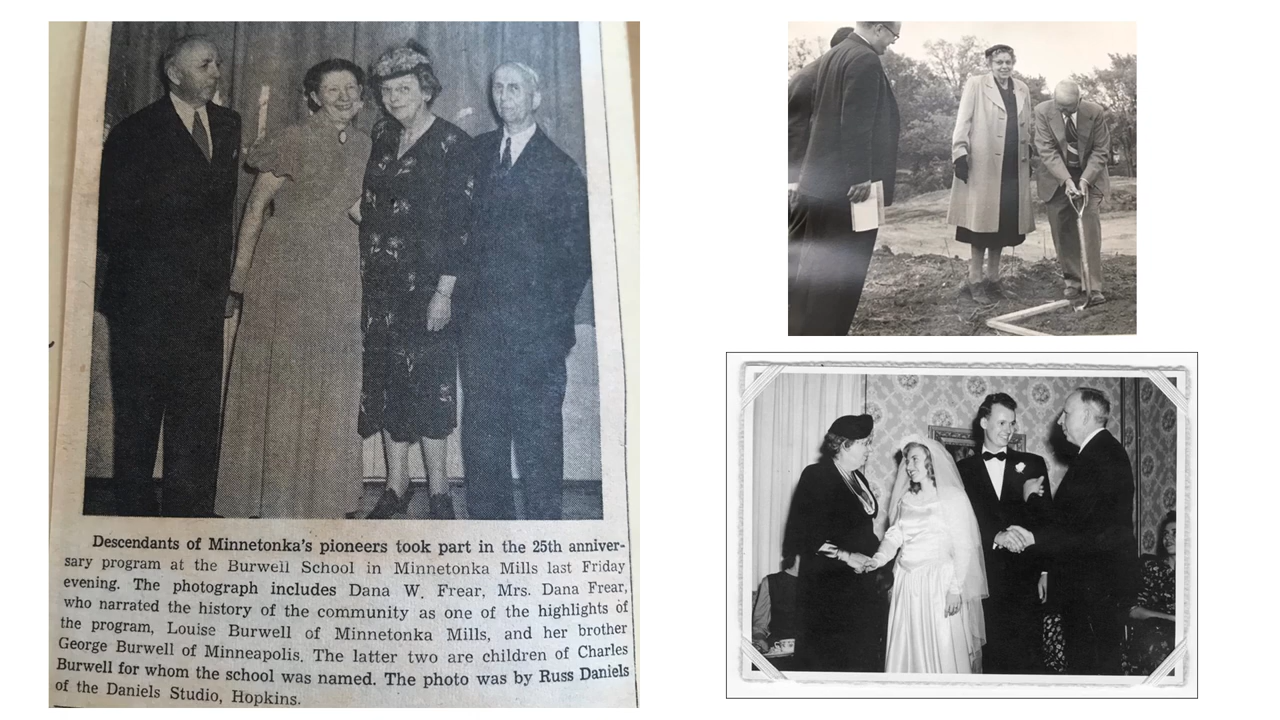 Descendants of Minnetonka's pioneers took part in the 25th anniver-
sary program at the Burwell School in Minnetonka Mills last Friday
evening. The photograph includes Dana W. Frear, Mrs. Dana Frear,
who narrated the history of the community as one of the highlights of
the program, Louise Burwell of Minnetonka Mills, and her brother
George Burwell of Minneapolis. The latter two are children of Charles
Burwell for whom the school was named. The photo was by Russ Daniels
of the Daniels Studio, Hopkins.